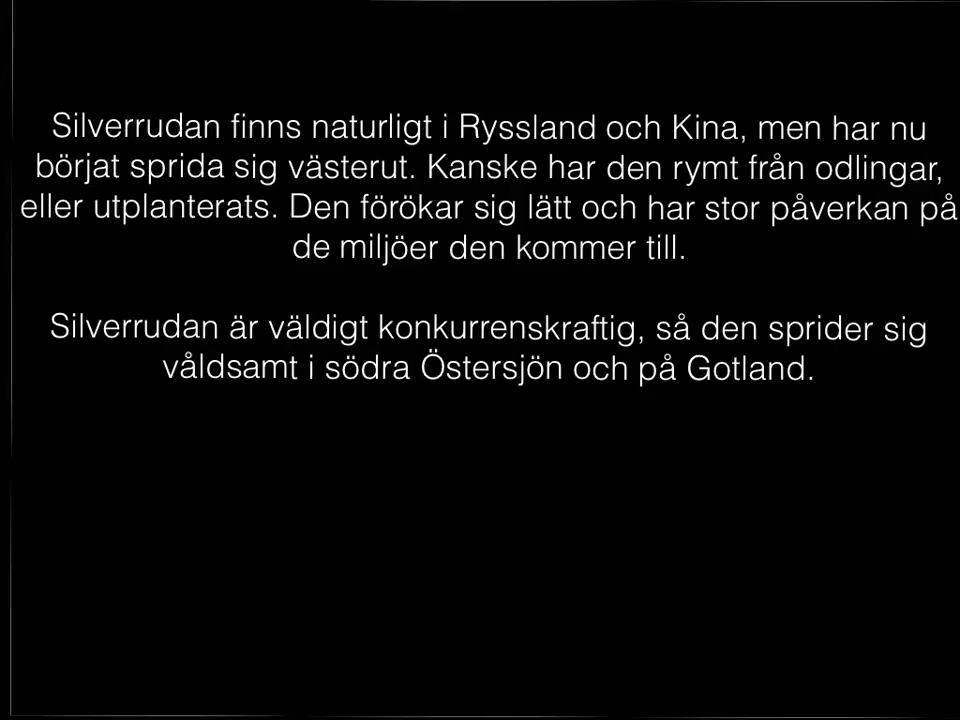 Silverrudan finns naturligt i Ryssland och Kina, men har nu
börjat sprida sig västerut. Kanske har den rymt från odlingar,
eller utplanterats. Den förökar sig lätt och har stor påverkan på
de miljöer den kommer till.
Silverrudan är väldigt konkurrenskraftig, så den sprider sig
våldsamt i södra Östersjön och på Gotland.